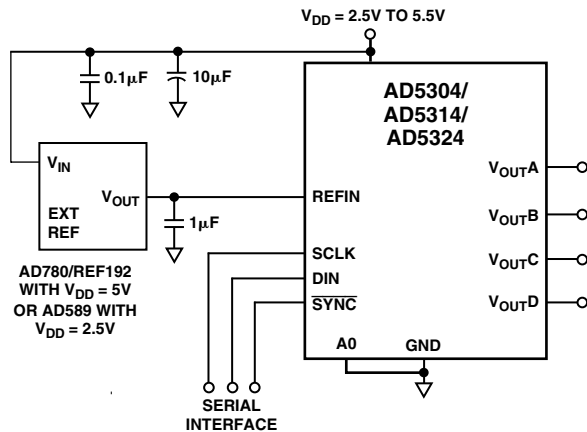 V_DD = 2.5V TO 5.5V
0.1µF
10µF
AD5304/
AD5314/
AD5324
V_IN
V_OUT
EXT
REF
1µF
REFIN
SCLK
DIN
SYNC
V_OUTA
V_OUTB
V_OUTC
V_OUTD
A0
GND
AD780/REF192
WITH V_DD = 5V
OR AD589 WITH
V_DD = 2.5V
SERIAL
INTERFACE